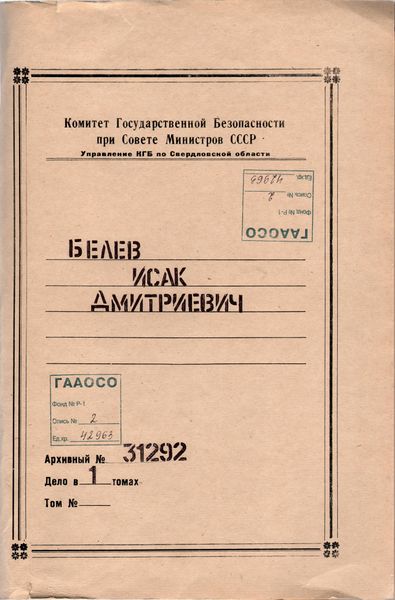 Комитет Государственной Безопасности
при Совете Министров СССР
Управление КГБ по Свердловской области
ГААОСО
Фонд № Р-1
Опись № 2
Ед.хр. 42963
БЕЛЕВ
ИСАК
ДМИТРИЕВИЧ
ГААОСО
Фонд № Р-1
Опись № 2
Ед.хр. 42963
Архивный № 31292
Дело в 1 томах
Том №